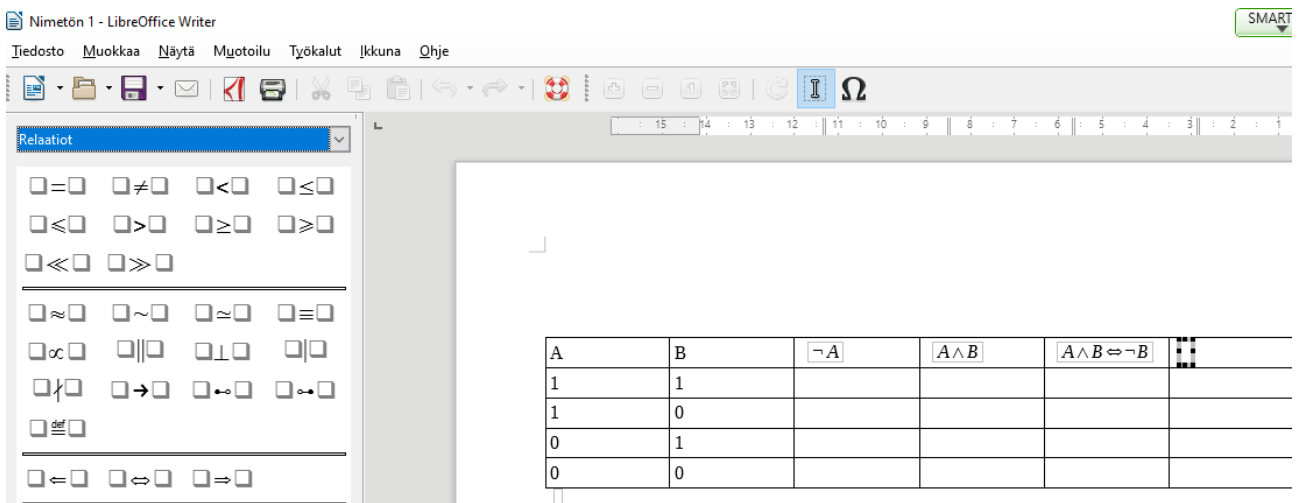 Nimetön 1 - LibreOffice Writer
SMART
Tiedosto Muokkaa Näytä Muotoilu Työkalut Ikkuna Ohje
Ω
15 14 13 12 11 10 9 8 7 6 5 4 3 2 1
Relaatiot
□=□ □≠□ □<□ □≤□
□⩽□ □>□ □≥□ □⩾□
□≪□ □≫□
□≈□ □~□ □≃□ □≡□
□∝□ □∥□ □⊥□ □|□
□∤□ □→□ □⊷□ □⊶□
□≝□
□⇐□ □⇔□ □⇒□
A B ¬A A∧B A∧B⇔¬B
1 1
1 0
0 1
0 0